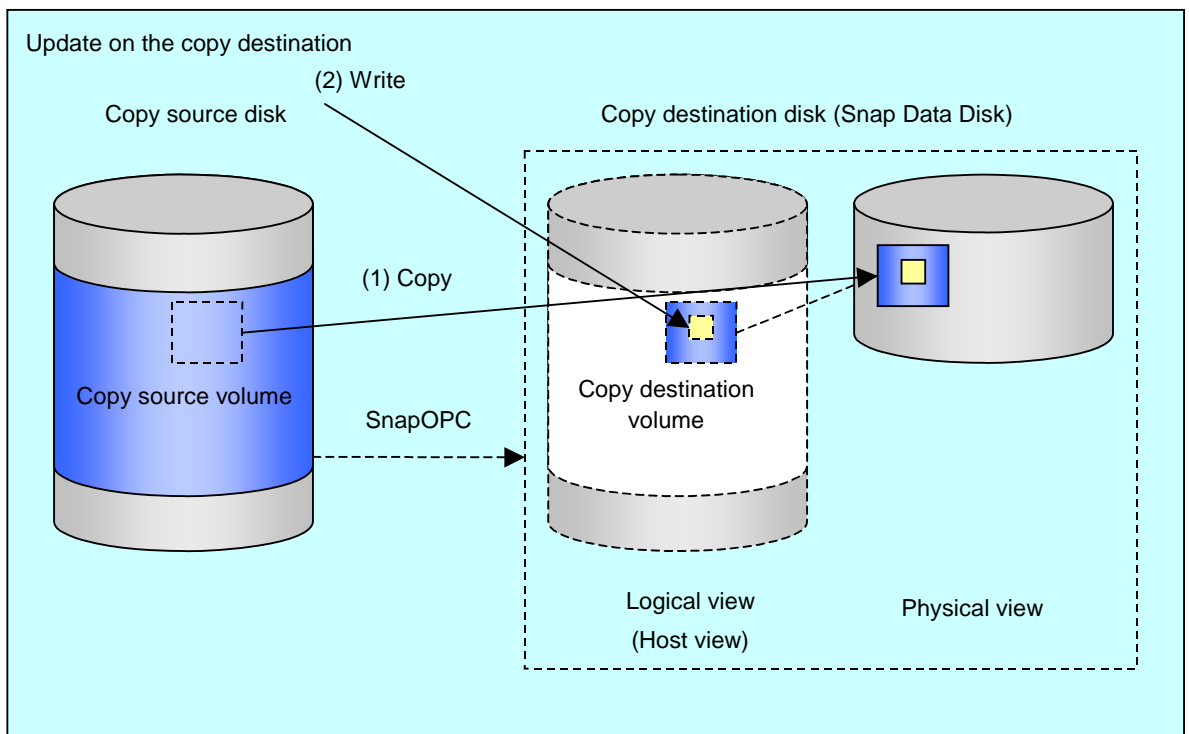 Update on the copy destination
(2) Write
Copy source disk
Copy destination disk (Snap Data Disk)
(1) Copy
Copy source volume
Copy destination
volume
SnapOPC
Logical view
(Host view)
Physical view